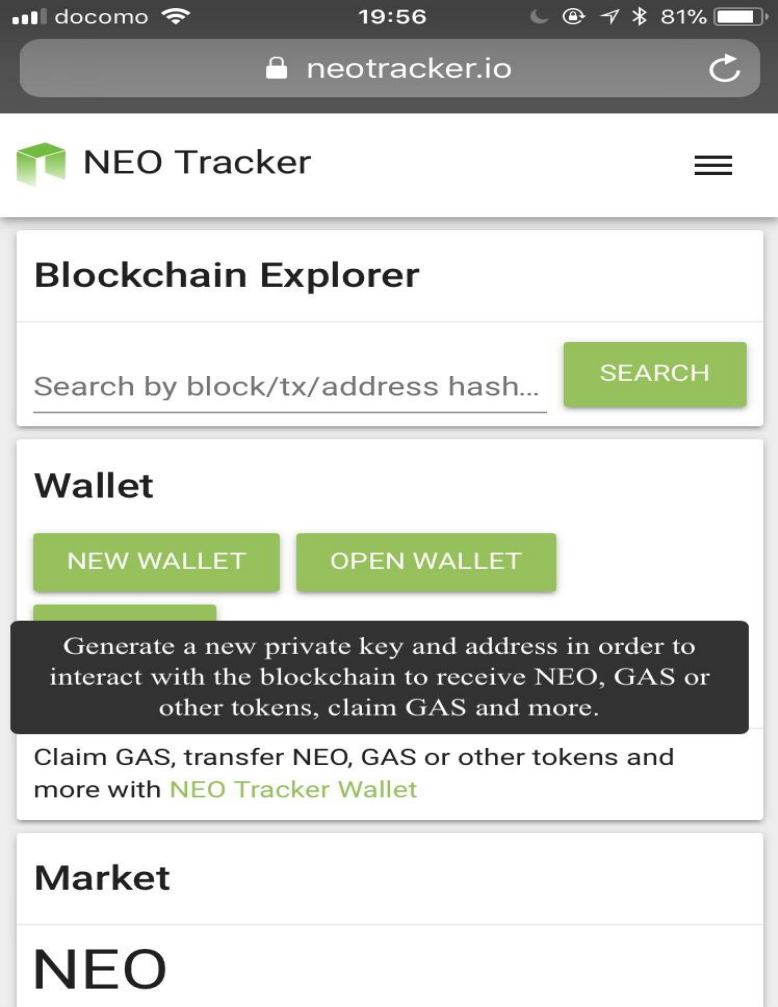 docomo 19:56 81%
neotracker.io
NEO Tracker
Blockchain Explorer
Search by block/tx/address hash...
SEARCH
Wallet
NEW WALLET
OPEN WALLET
Generate a new private key and address in order to
interact with the blockchain to receive NEO, GAS or
other tokens, claim GAS and more.
Claim GAS, transfer NEO, GAS or other tokens and
more with NEO Tracker Wallet
Market
NEO